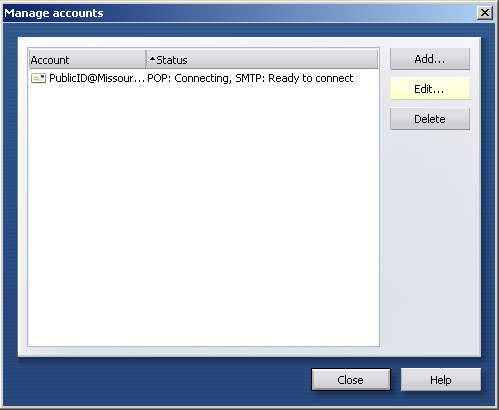 Manage accounts
Account Status
PublicID@Missour... POP: Connecting, SMTP: Ready to connect
Add...
Edit...
Delete
Close Help